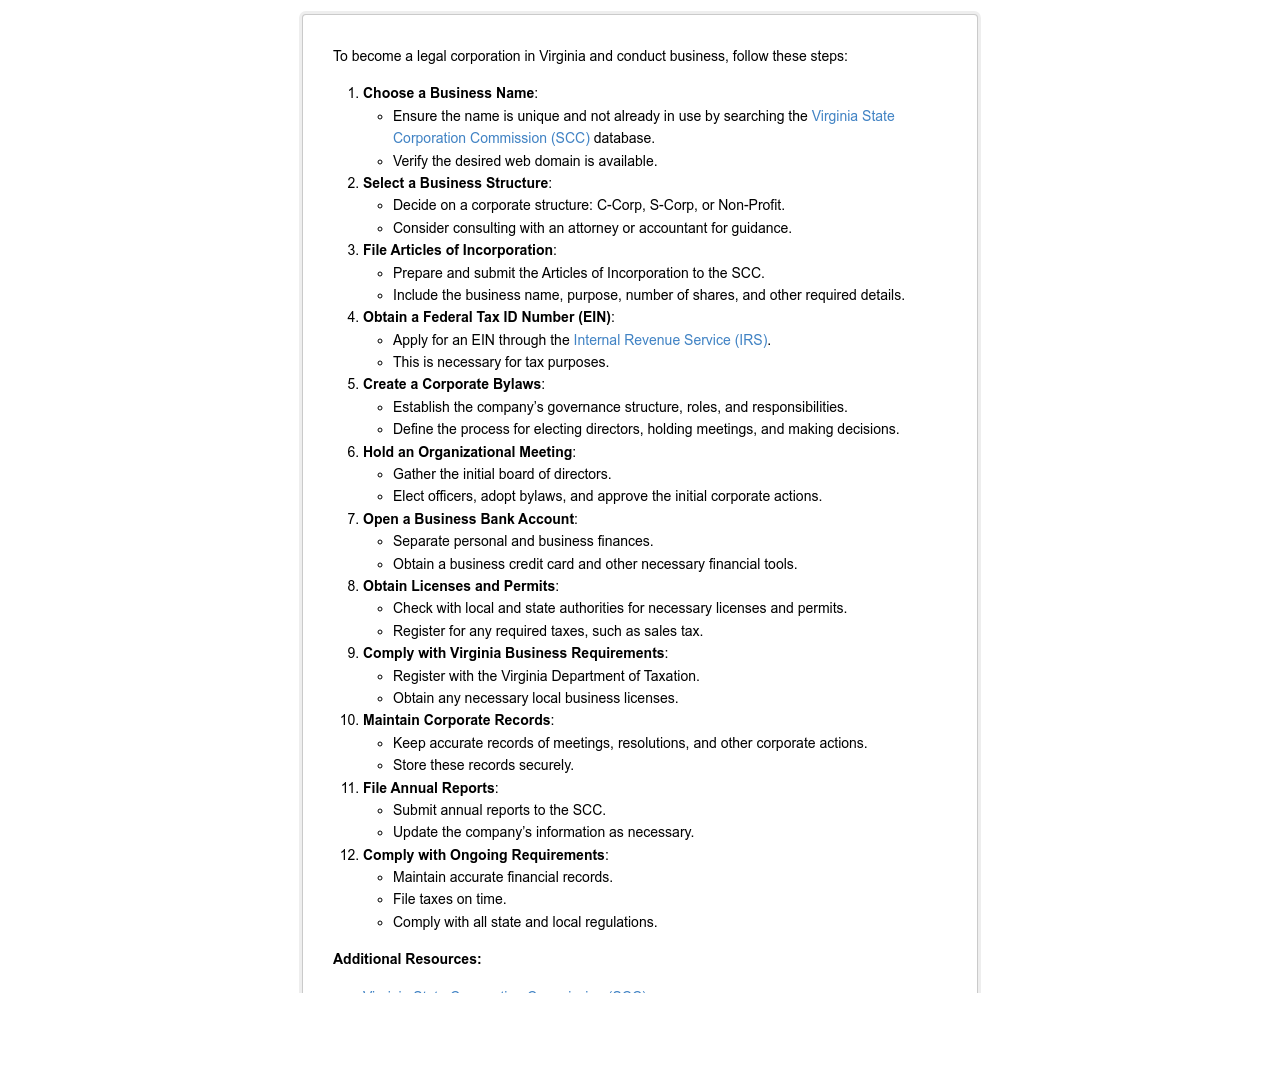 To become a legal corporation in Virginia and conduct business, follow these steps:
1. Choose a Business Name:
◦ Ensure the name is unique and not already in use by searching the Virginia State
Corporation Commission (SCC) database.
◦ Verify the desired web domain is available.
2. Select a Business Structure:
◦ Decide on a corporate structure: C-Corp, S-Corp, or Non-Profit.
◦ Consider consulting with an attorney or accountant for guidance.
3. File Articles of Incorporation:
◦ Prepare and submit the Articles of Incorporation to the SCC.
◦ Include the business name, purpose, number of shares, and other required details.
4. Obtain a Federal Tax ID Number (EIN):
◦ Apply for an EIN through the Internal Revenue Service (IRS).
◦ This is necessary for tax purposes.
5. Create a Corporate Bylaws:
◦ Establish the company’s governance structure, roles, and responsibilities.
◦ Define the process for electing directors, holding meetings, and making decisions.
6. Hold an Organizational Meeting:
◦ Gather the initial board of directors.
◦ Elect officers, adopt bylaws, and approve the initial corporate actions.
7. Open a Business Bank Account:
◦ Separate personal and business finances.
◦ Obtain a business credit card and other necessary financial tools.
8. Obtain Licenses and Permits:
◦ Check with local and state authorities for necessary licenses and permits.
◦ Register for any required taxes, such as sales tax.
9. Comply with Virginia Business Requirements:
◦ Register with the Virginia Department of Taxation.
◦ Obtain any necessary local business licenses.
10. Maintain Corporate Records:
◦ Keep accurate records of meetings, resolutions, and other corporate actions.
◦ Store these records securely.
11. File Annual Reports:
◦ Submit annual reports to the SCC.
◦ Update the company’s information as necessary.
12. Comply with Ongoing Requirements:
◦ Maintain accurate financial records.
◦ File taxes on time.
◦ Comply with all state and local regulations.
Additional Resources: